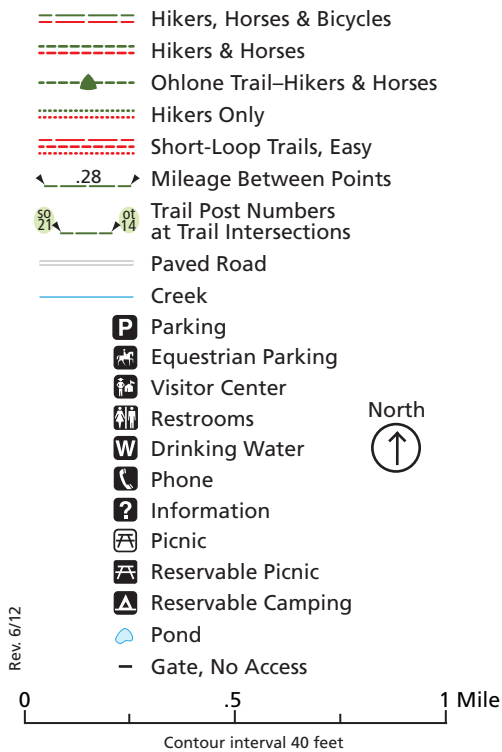 Hikers, Horses & Bicycles
Hikers & Horses
Ohlone Trail–Hikers & Horses
Hikers Only
Short-Loop Trails, Easy
.28 Mileage Between Points
so 21 ot 14 Trail Post Numbers
at Trail Intersections
Paved Road
Creek
P Parking
Equestrian Parking
Visitor Center
Restrooms
North
W Drinking Water
Phone
? Information
Picnic
Reservable Picnic
Reservable Camping
Pond
Gate, No Access
Rev. 6/12
0 .5 1 Mile
Contour interval 40 feet